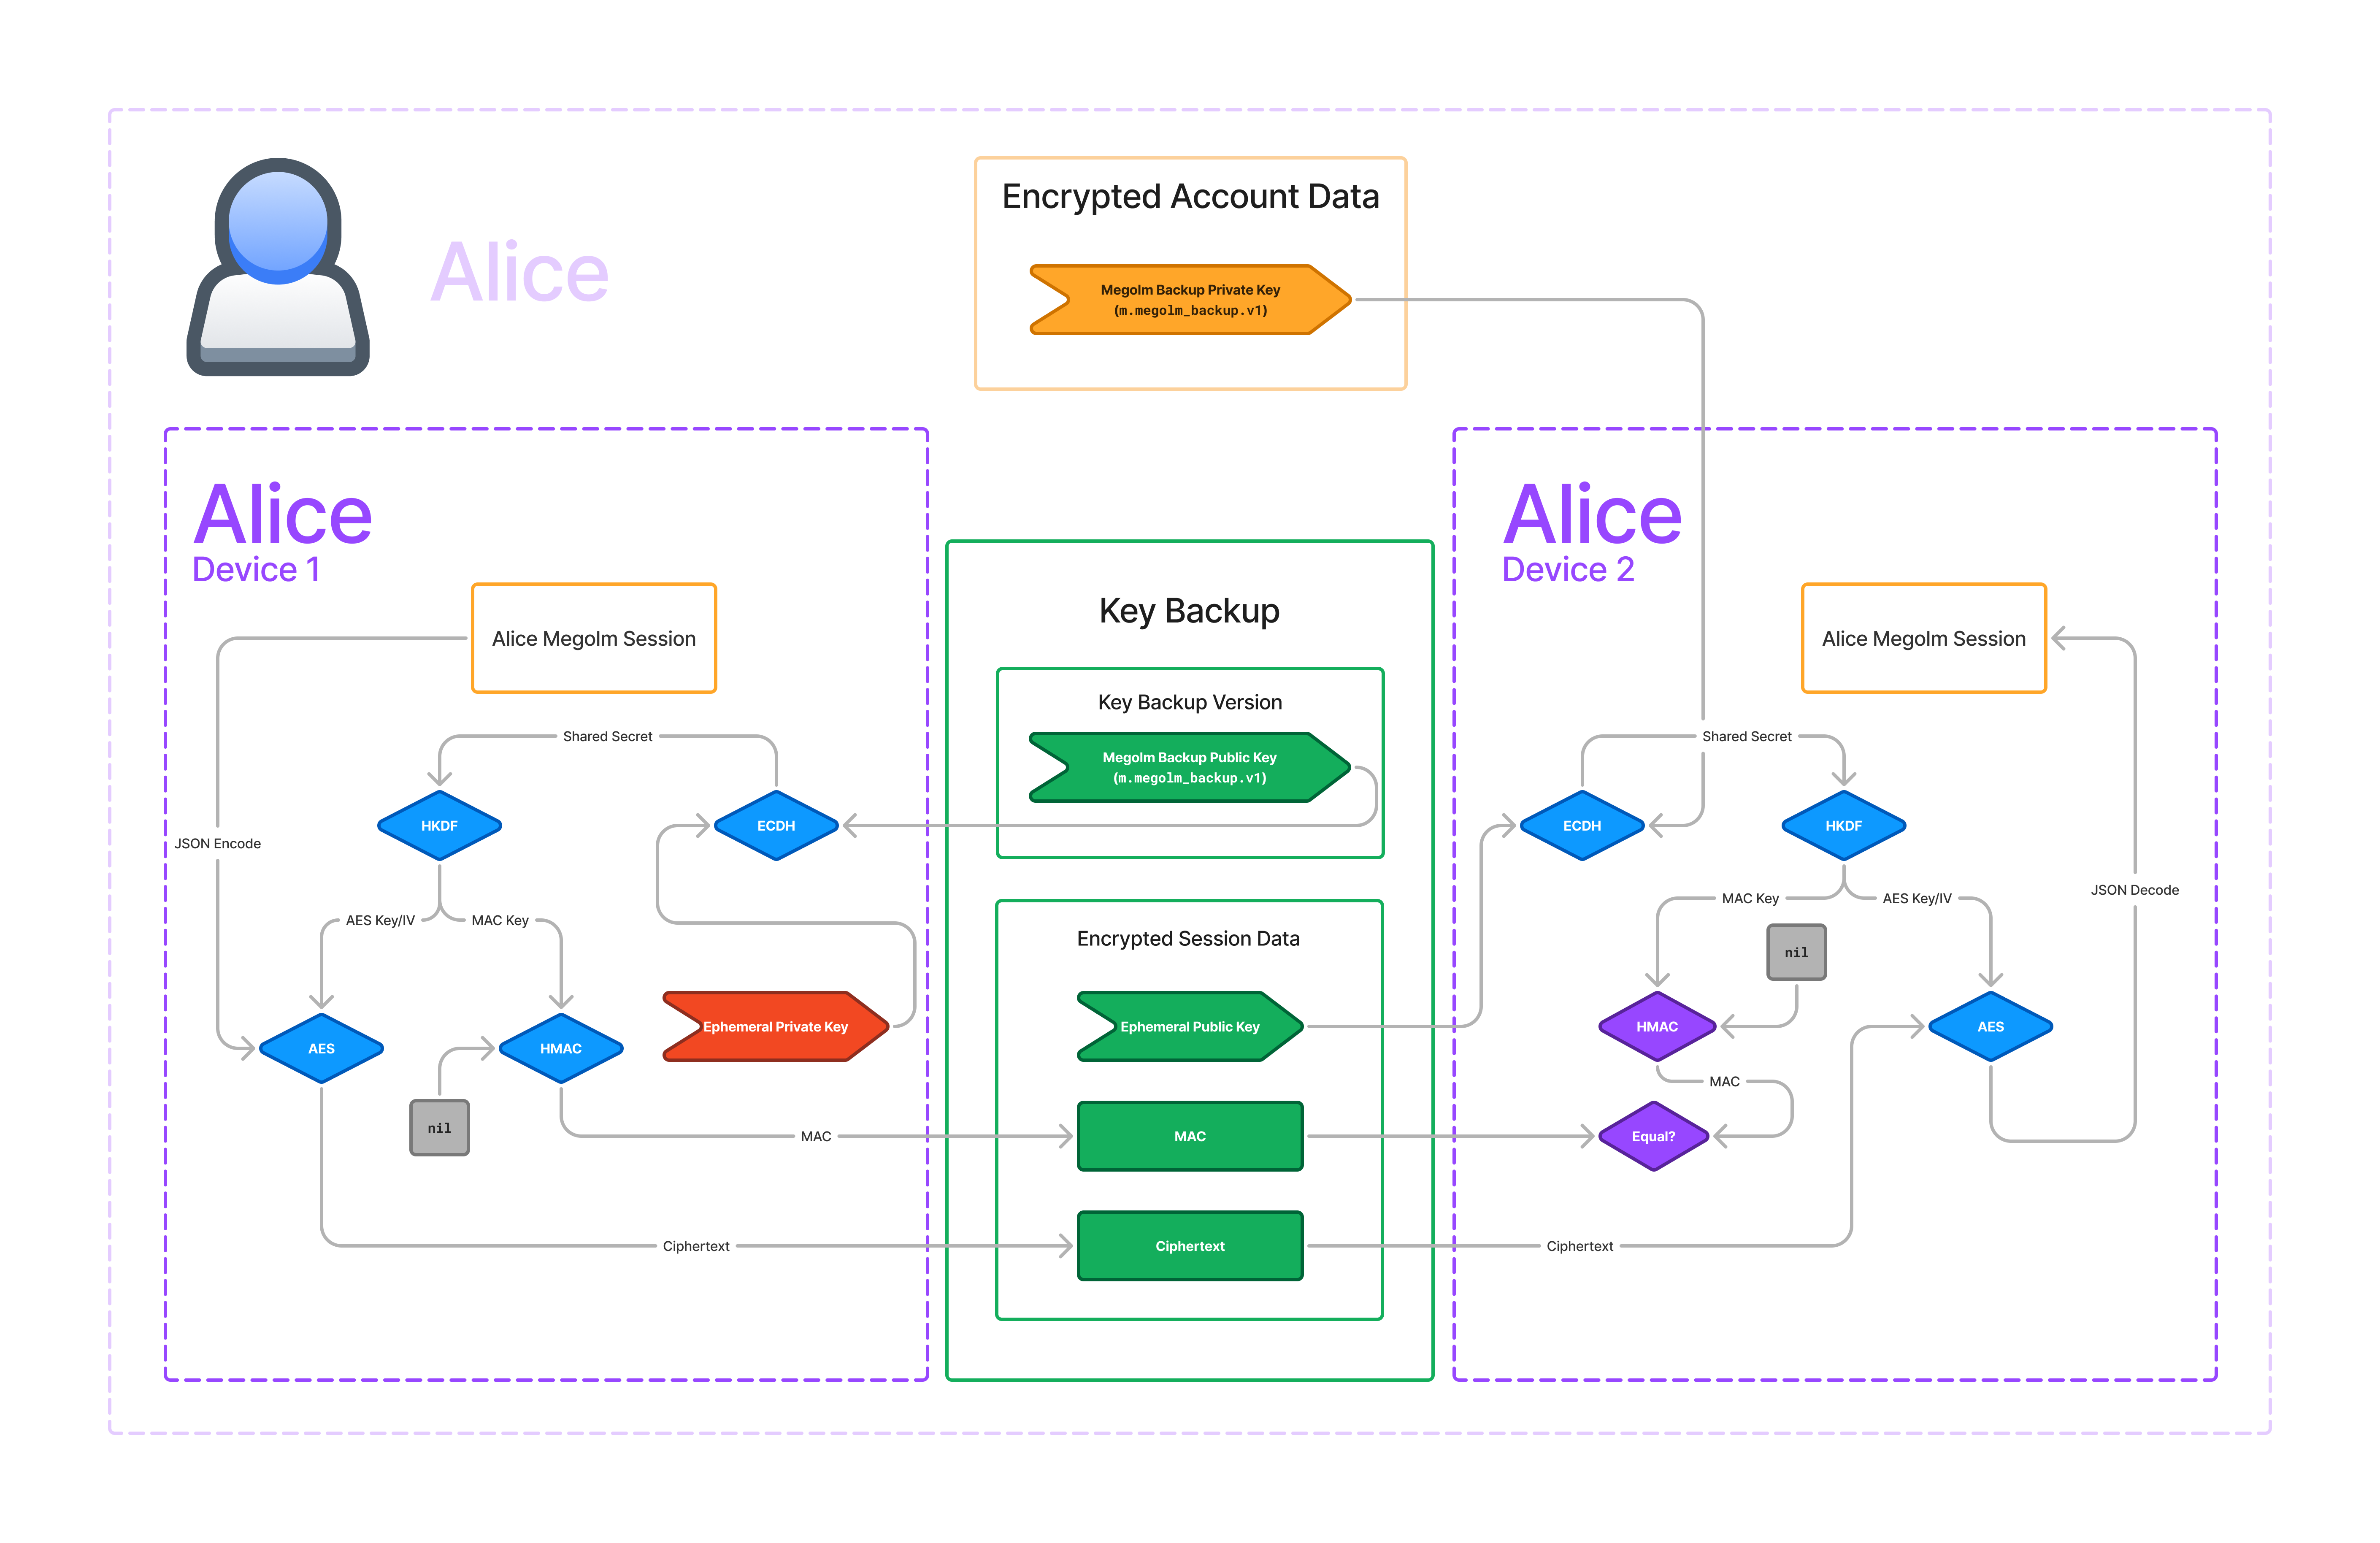 Alice
Encrypted Account Data
Megolm Backup Private Key
(m.megolm_backup.v1)
Alice
Device 1
Alice Megolm Session
Shared Secret
HKDF
ECDH
JSON Encode
AES Key/IV
MAC Key
Ephemeral Private Key
AES
HMAC
nil
MAC
Ciphertext
Key Backup
Key Backup Version
Megolm Backup Public Key
(m.megolm_backup.v1)
Encrypted Session Data
Ephemeral Public Key
MAC
Ciphertext
Alice
Device 2
Alice Megolm Session
Shared Secret
ECDH
HKDF
JSON Decode
MAC Key
AES Key/IV
nil
HMAC
AES
MAC
Equal?
Ciphertext